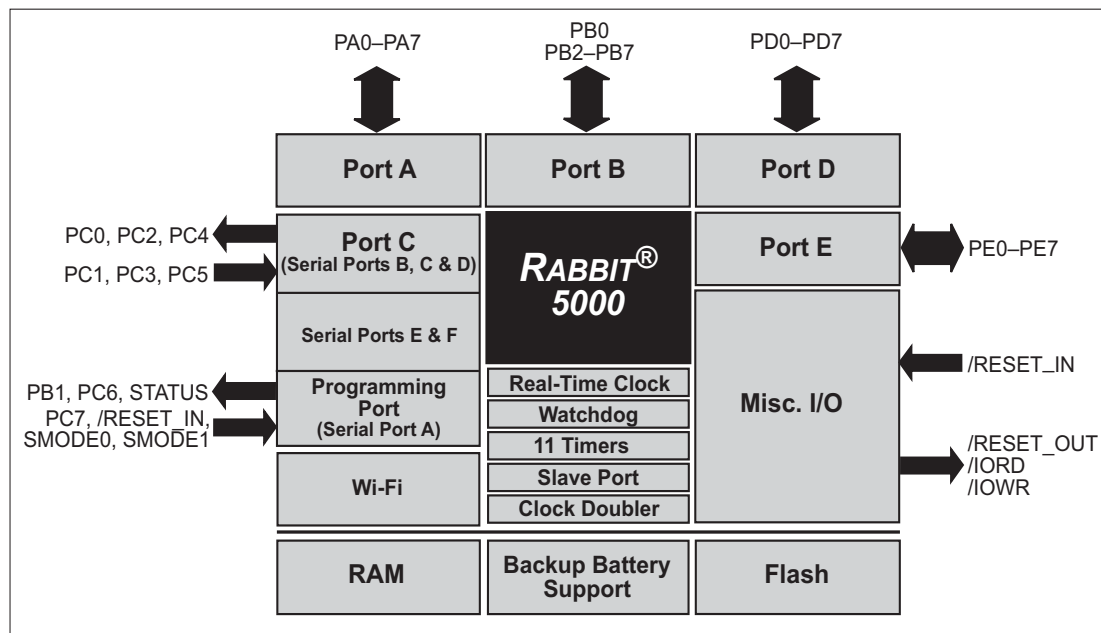 PA0–PA7
PB0
PB2–PB7
PD0–PD7
Port A
Port B
Port D
PC0, PC2, PC4
PC1, PC3, PC5
Port C
(Serial Ports B, C & D)
RABBIT®
5000
Port E
PE0–PE7
Serial Ports E & F
PB1, PC6, STATUS
PC7, /RESET_IN,
SMODE0, SMODE1
Programming
Port
(Serial Port A)
Real-Time Clock
Watchdog
11 Timers
Slave Port
Clock Doubler
Misc. I/O
/RESET_IN
/RESET_OUT
/IORD
/IOWR
Wi-Fi
RAM
Backup Battery
Support
Flash